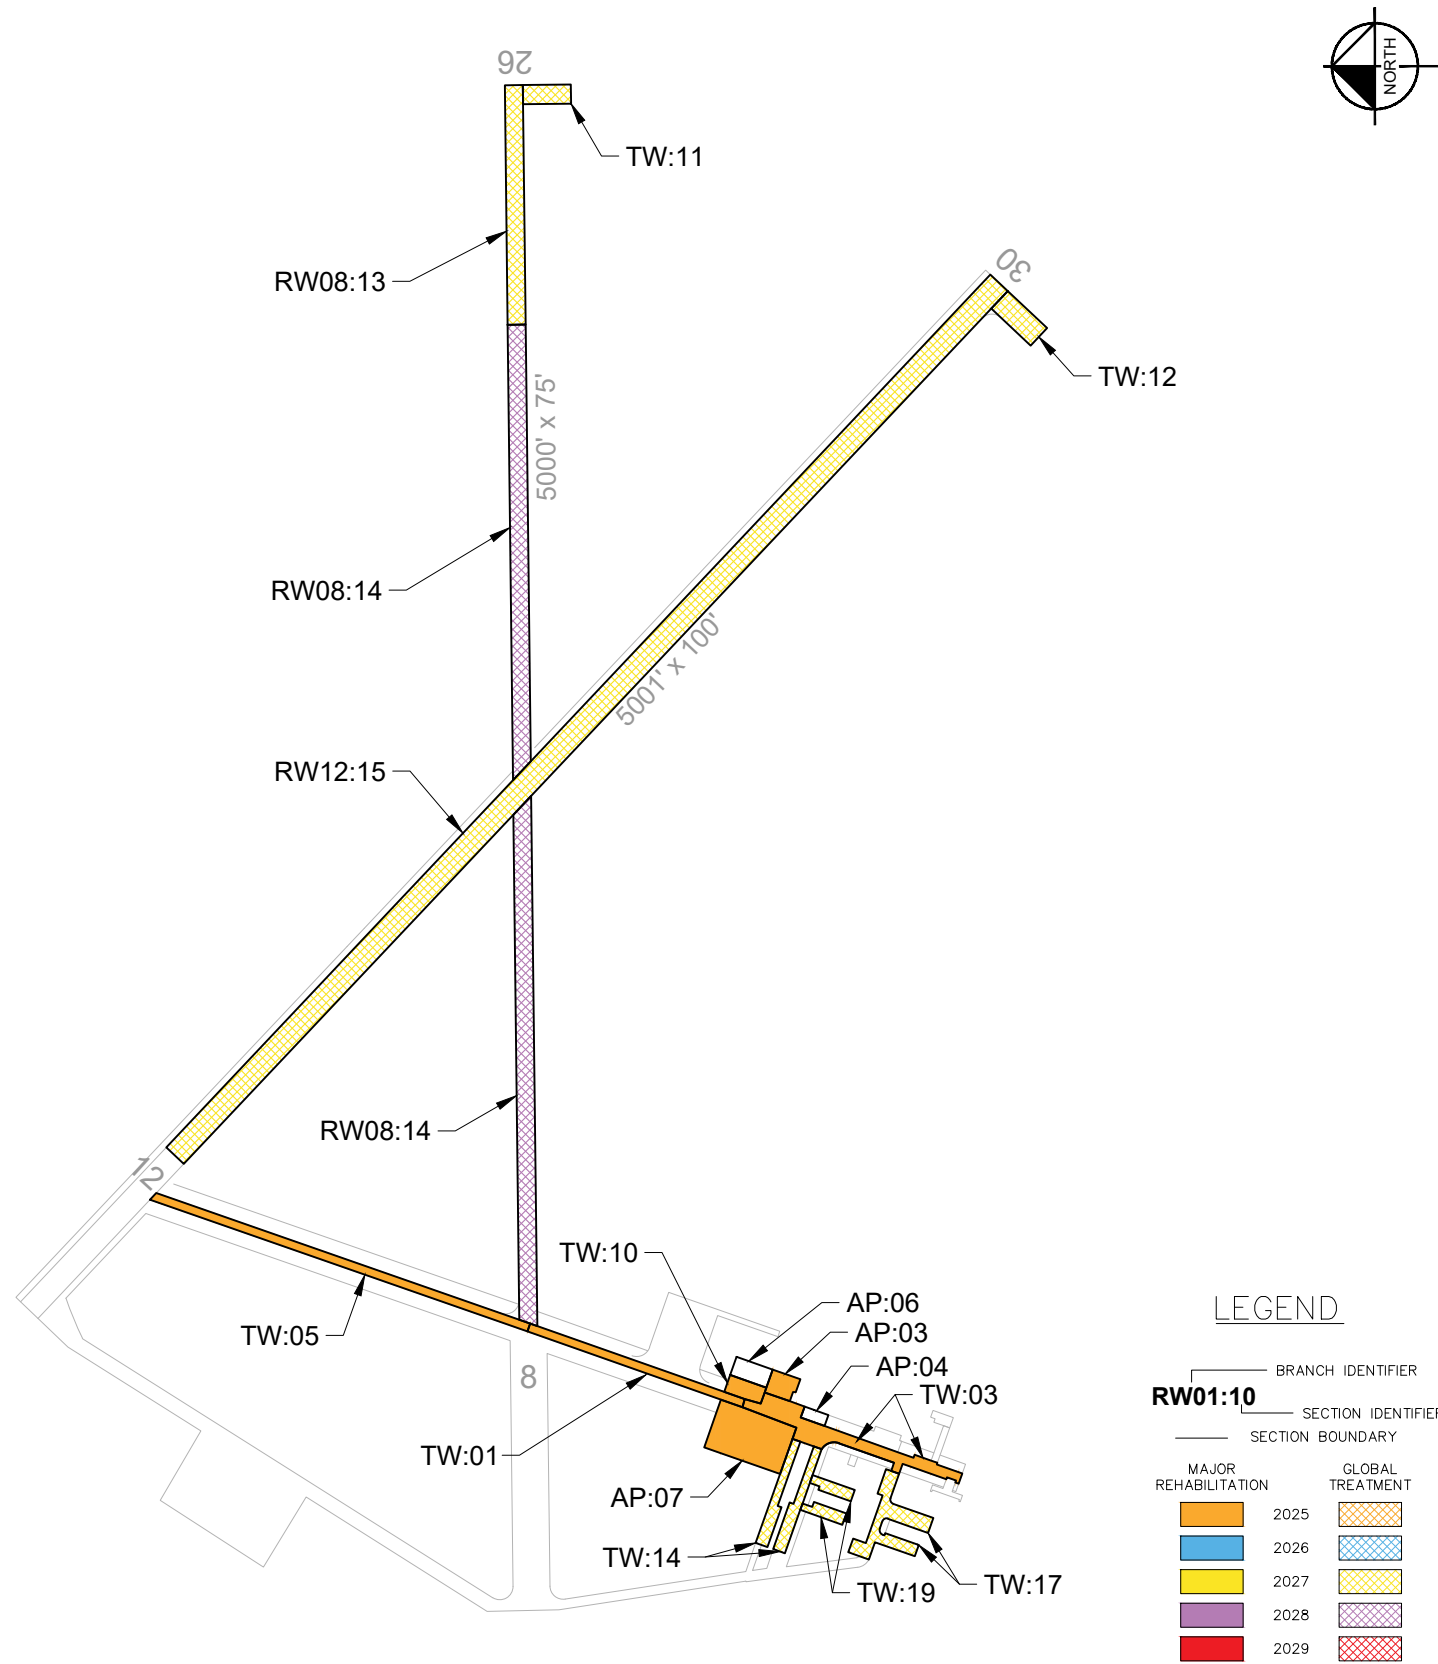 NORTH
26
TW:11
RW08:13
30
TW:12
5000' x 75'
RW08:14
5001' x 100'
RW12:15
RW08:14
12
TW:10
AP:06
AP:03
TW:05
AP:04
8
TW:03
TW:01
AP:07
TW:14
TW:19
TW:17
LEGEND
BRANCH IDENTIFIER
RW01:10
SECTION IDENTIFIER
SECTION BOUNDARY
MAJOR REHABILITATION
GLOBAL TREATMENT
2025
2026
2027
2028
2029